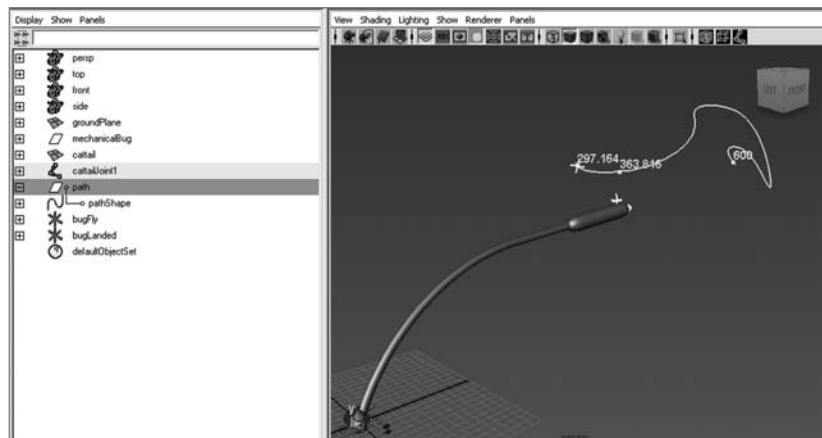 Display Show Panels
persp
top
front
side
groundPlane
mechanicalBug
cattail
cattailJoint1
path
pathShape
bugFly
bugLanded
defaultObjectSet
View Shading Lighting Show Renderer Panels
FRONT
297.164
363.816
600